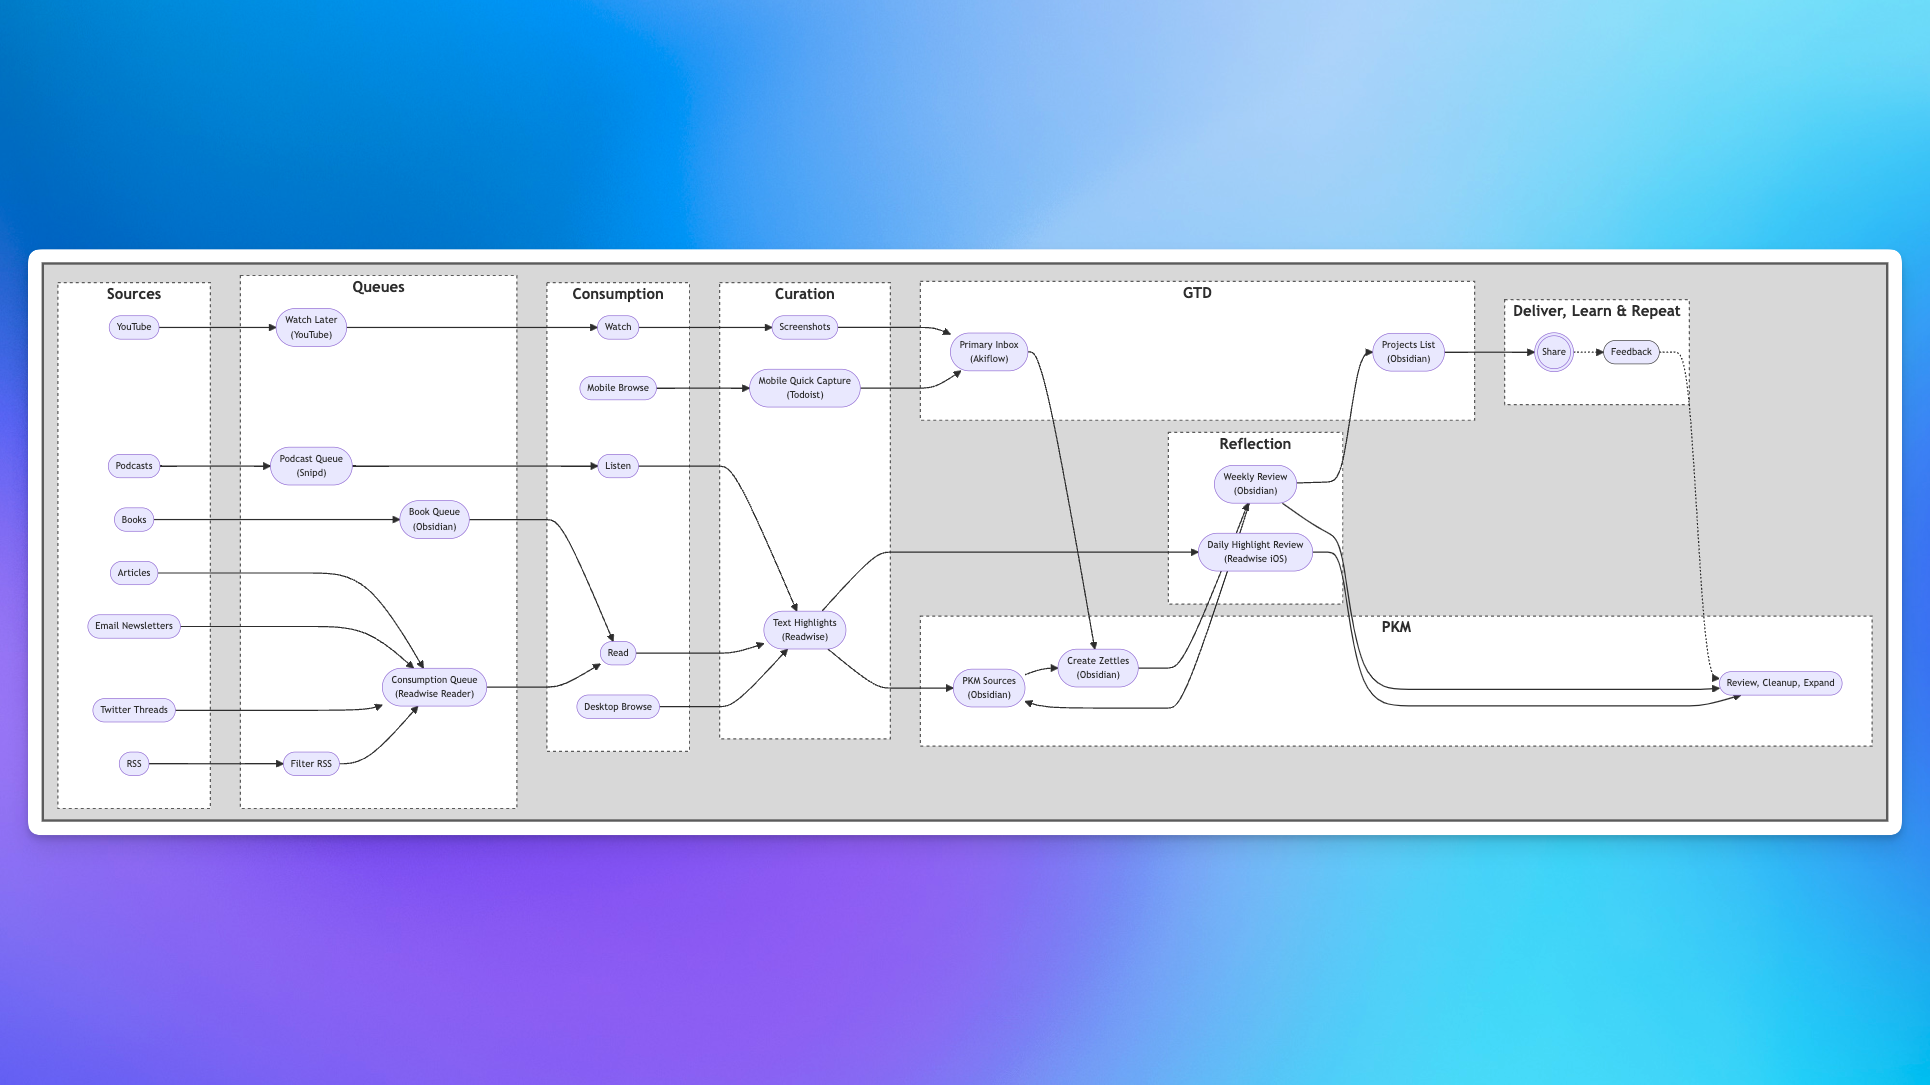 Sources
YouTube
Podcasts
Books
Articles
Email Newsletters
Twitter Threads
RSS
Queues
Watch Later
(YouTube)
Podcast Queue
(Snipd)
Book Queue
(Obsidian)
Consumption Queue
(Readwise Reader)
Filter RSS
Consumption
Watch
Mobile Browse
Listen
Read
Desktop Browse
Curation
Screenshots
Mobile Quick Capture
(Todoist)
Text Highlights
(Readwise)
GTD
Primary Inbox
(Akiflow)
Projects List
(Obsidian)
Deliver, Learn & Repeat
Share
Feedback
Reflection
Weekly Review
(Obsidian)
Daily Highlight Review
(Readwise iOS)
PKM
PKM Sources
(Obsidian)
Create Zettles
(Obsidian)
Review, Cleanup, Expand